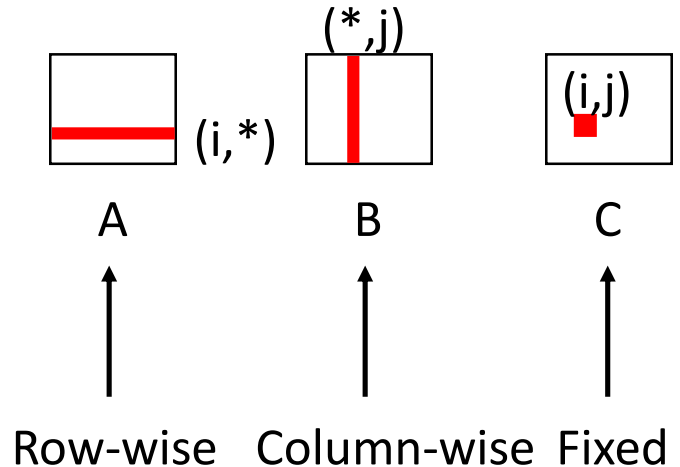 (*,j)
(i,*)
(i,j)
A B C
Row-wise Column-wise Fixed